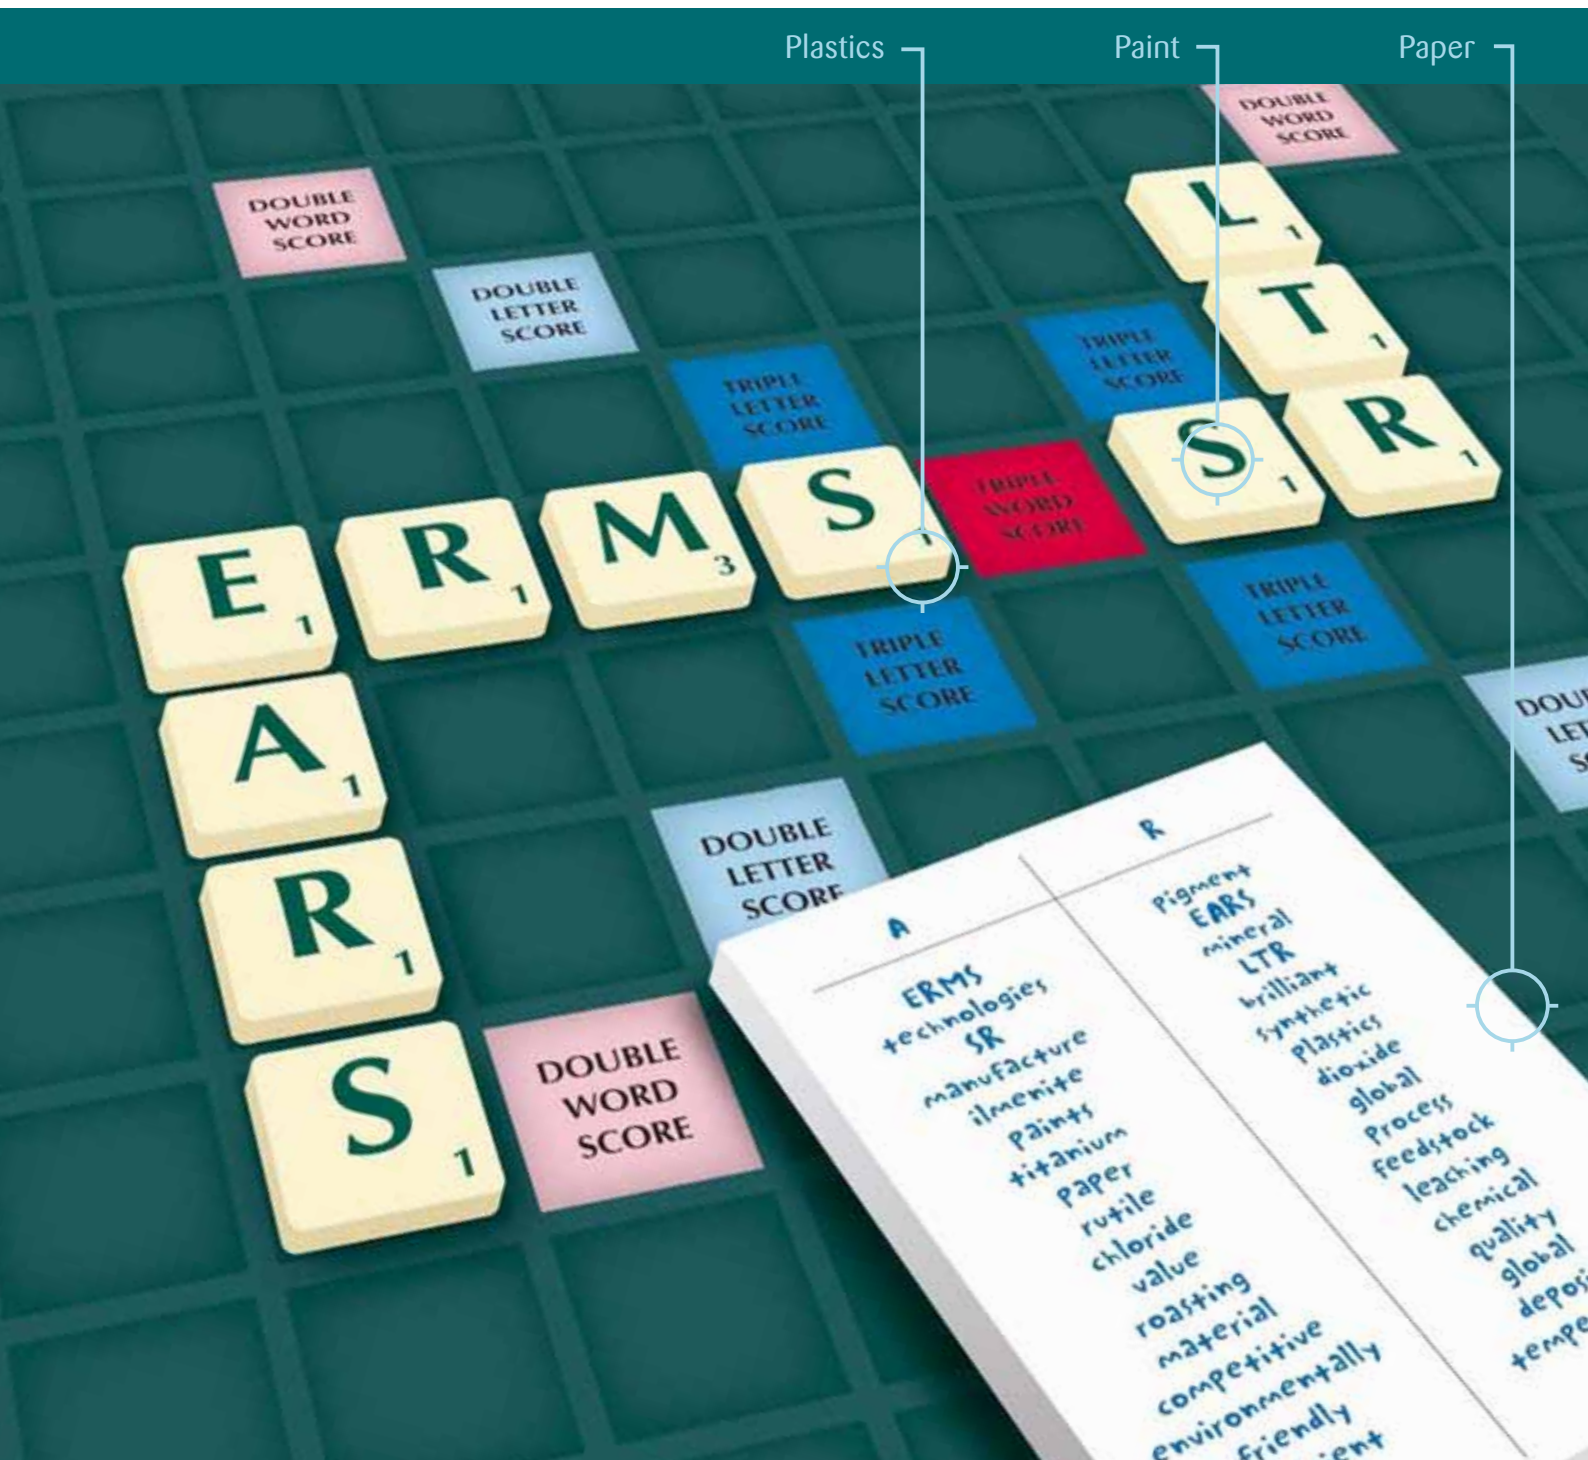 Plastics
Paint
Paper
DOUBLE
WORD
SCORE
DOUBLE
WORD
SCORE
L 1
DOUBLE
LETTER
SCORE
T 1
TRIPLE
LETTER
SCORE
TRIPLE
LETTER
SCORE
E 1 R 1 M 3 S 1
TRIPLE
WORD
SCORE
S 1 R 1
TRIPLE
LETTER
SCORE
TRIPLE
LETTER
SCORE
A 1
R 1
S 1
DOUBLE
LETTER
SCORE
DOUBLE
WORD
SCORE
A
ERMS
technologies
SR
manufacture
ilmenite
paints
titanium
paper
rutile
chloride
value
roasting
material
competitive
environmentally
friendly
R
pigment
EARS
mineral
LTR
brilliant
synthetic
plastics
dioxide
global
process
feedstock
leaching
chemical
quality
global